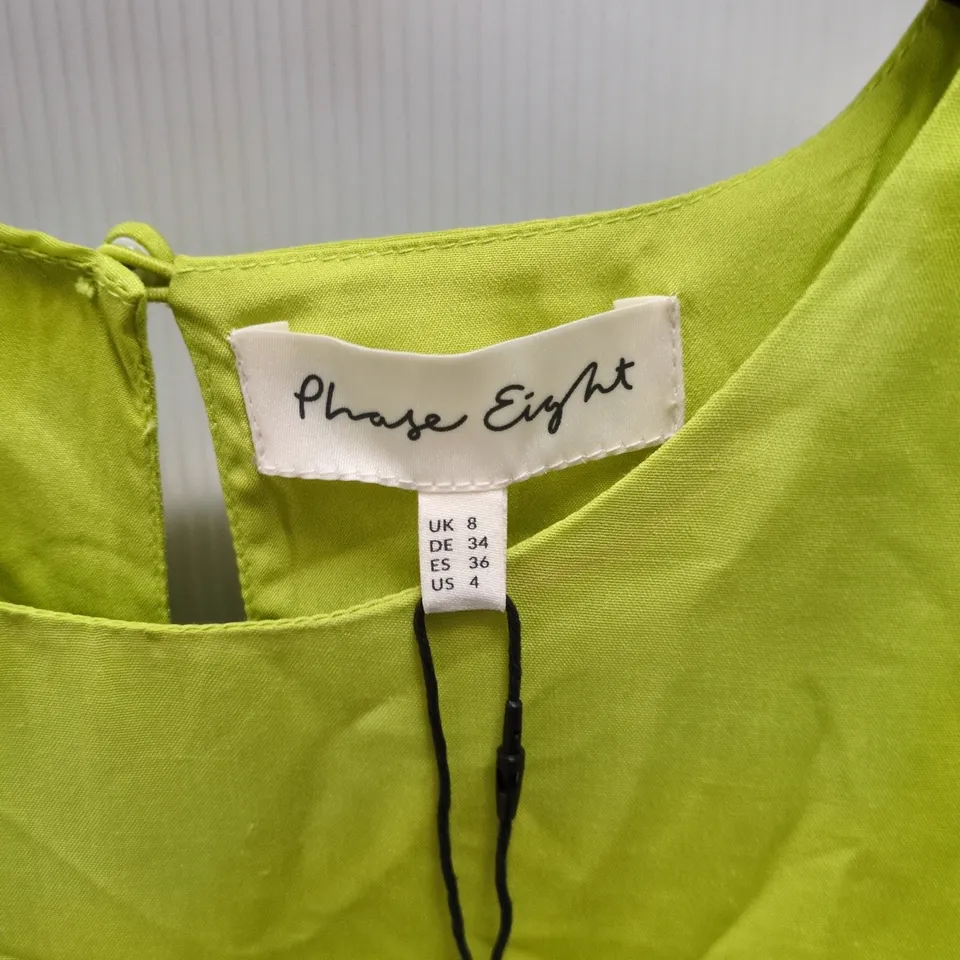 Phase Eight
UK 8
DE 34
ES 36
US 4